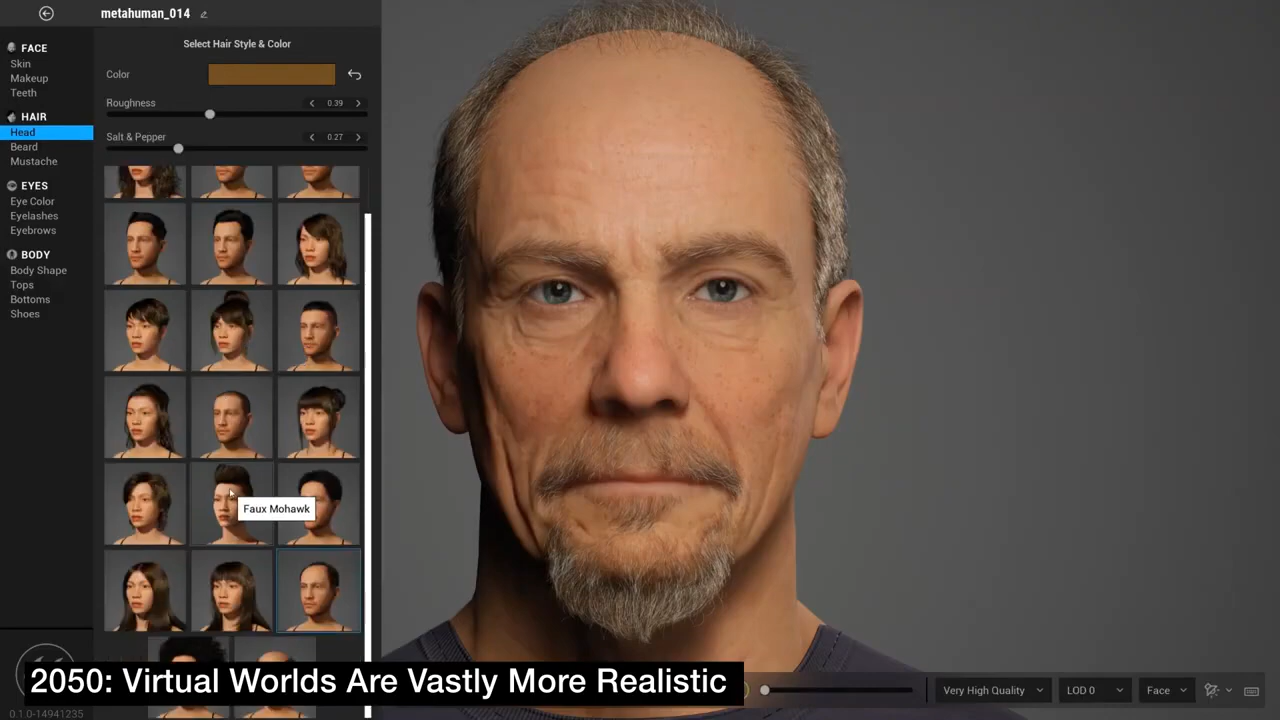 metahuman_014
FACE
Skin
Makeup
Teeth
HAIR
Head
Beard
Mustache
EYES
Eye Color
Eyelashes
Eyebrows
BODY
Body Shape
Tops
Bottoms
Shoes
Select Hair Style & Color
Color
Roughness
0.39
Salt & Pepper
0.27
Faux Mohawk
2050: Virtual Worlds Are Vastly More Realistic
Very High Quality
LOD 0
Face
0.1.0-14941235